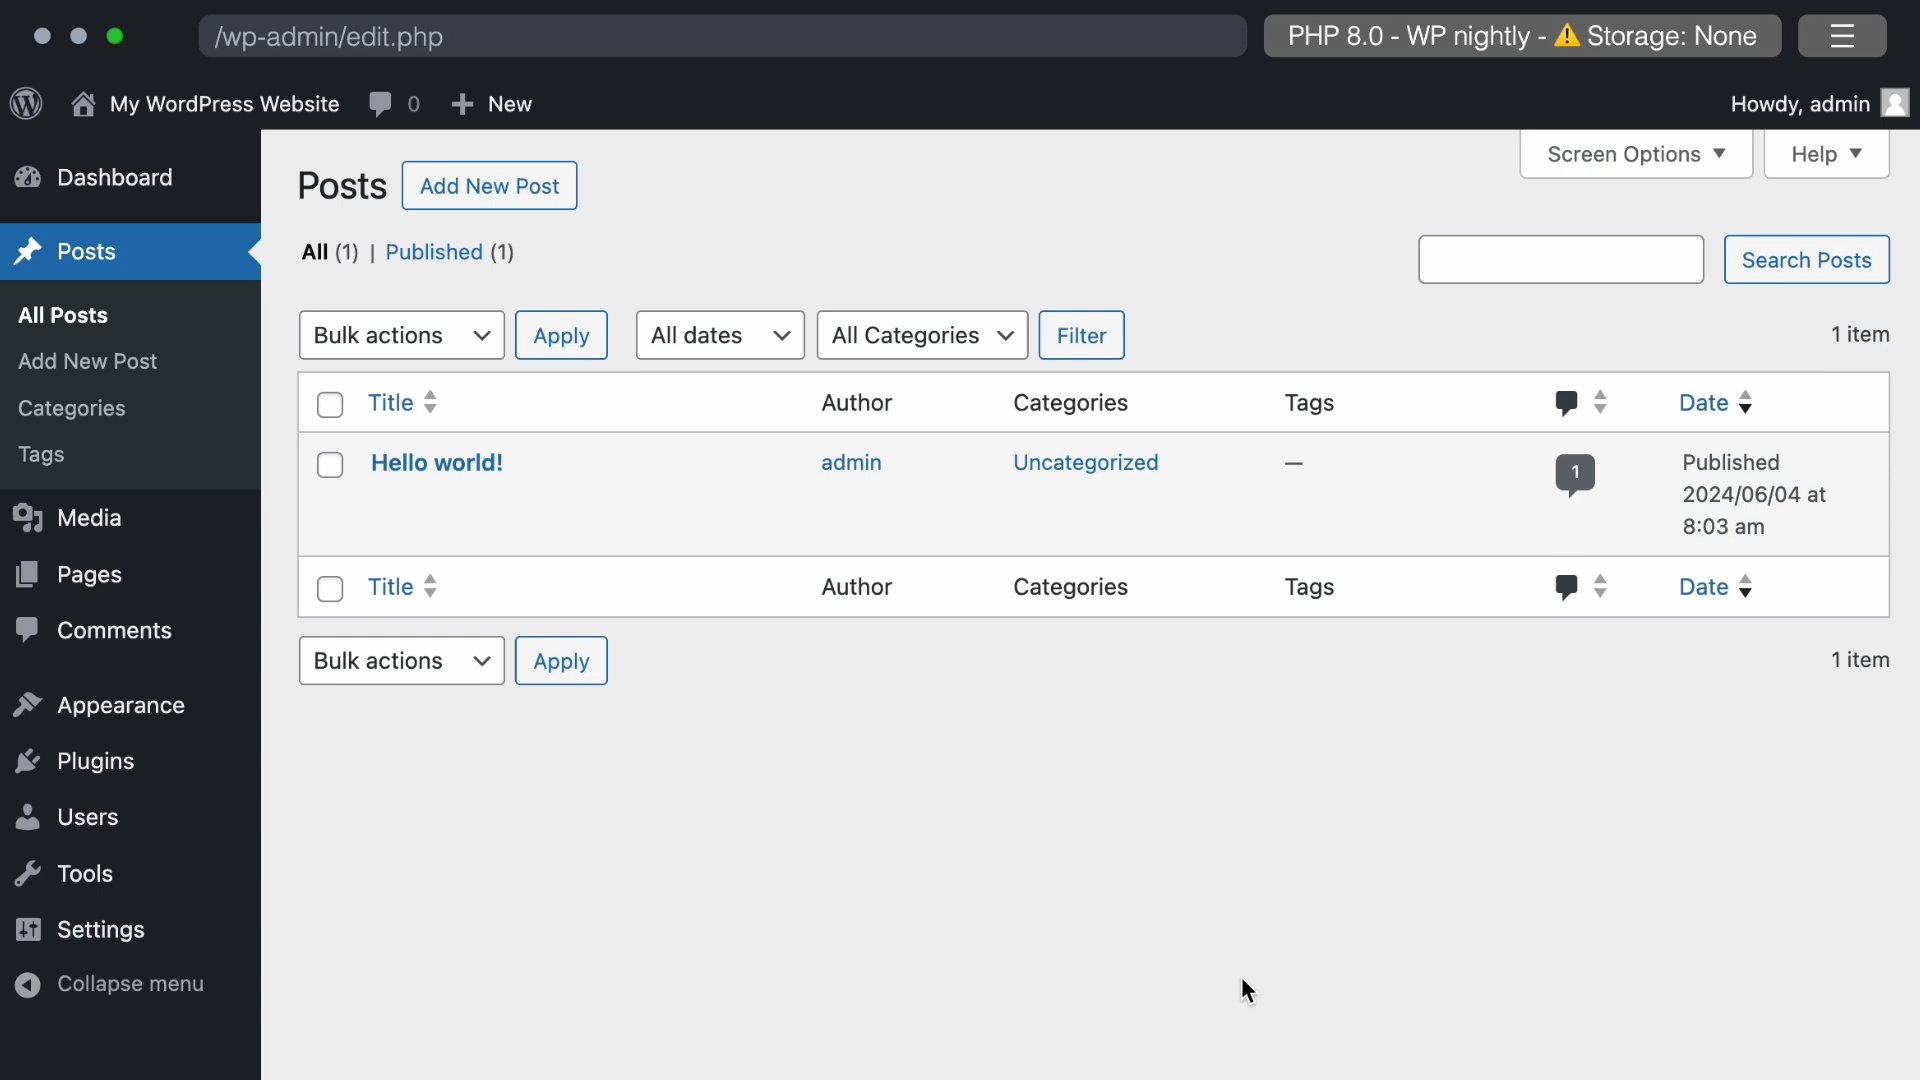 /wp-admin/edit.php
PHP 8.0 - WP nightly - ⚠️ Storage: None
My WordPress Website 0 + New
Howdy, admin
Dashboard
Posts
All Posts
Add New Post
Categories
Tags
Media
Pages
Comments
Appearance
Plugins
Users
Tools
Settings
Collapse menu
Screen Options ▼ Help ▼
Posts Add New Post
All (1) | Published (1)
Search Posts
Bulk actions Apply All dates All Categories Filter 1 item
Title Author Categories Tags Date
Hello world! admin Uncategorized — 1 Published
2024/06/04 at
8:03 am
Title Author Categories Tags Date
Bulk actions Apply 1 item